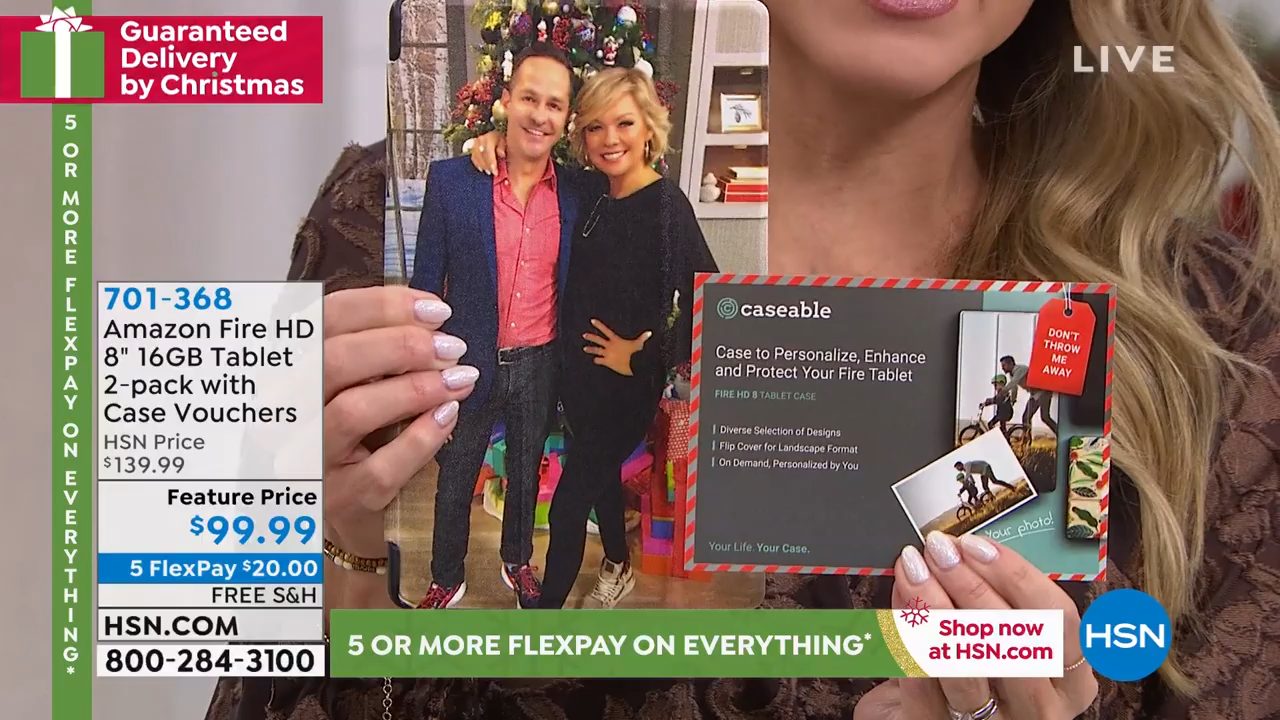 Guaranteed
Delivery
by Christmas
LIVE
5 OR MORE FLEXPAY ON EVERYTHING*
701-368
Amazon Fire HD
8" 16GB Tablet
2-pack with
Case Vouchers
HSN Price
$139.99
Feature Price
$99.99
5 FlexPay $20.00
FREE S&H
HSN.COM
800-284-3100
caseable
Case to Personalize, Enhance
and Protect Your Fire Tablet
FIRE HD 8 TABLET CASE
Diverse Selection of Designs
Flip Cover for Landscape Format
On Demand, Personalized by You
Your Life. Your Case.
DON'T
THROW
ME
AWAY
Your photo!
5 OR MORE FLEXPAY ON EVERYTHING*
Shop now
at HSN.com
HSN